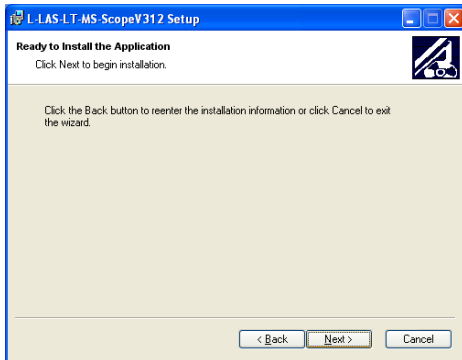 L-LAS-LT-MS-ScopeV312 Setup
Ready to Install the Application
Click Next to begin installation.
Click the Back button to reenter the installation information or click Cancel to exit
the wizard.
< Back
Next >
Cancel